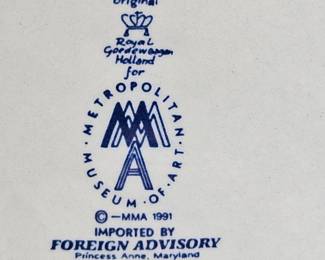 original
Royal
Goedewaagen
Holland
for
METROPOLITAN
MMA
MUSEUM·OF·ART·
©—MMA 1991
IMPORTED BY
FOREIGN ADVISORY
Princess Anne, Maryland